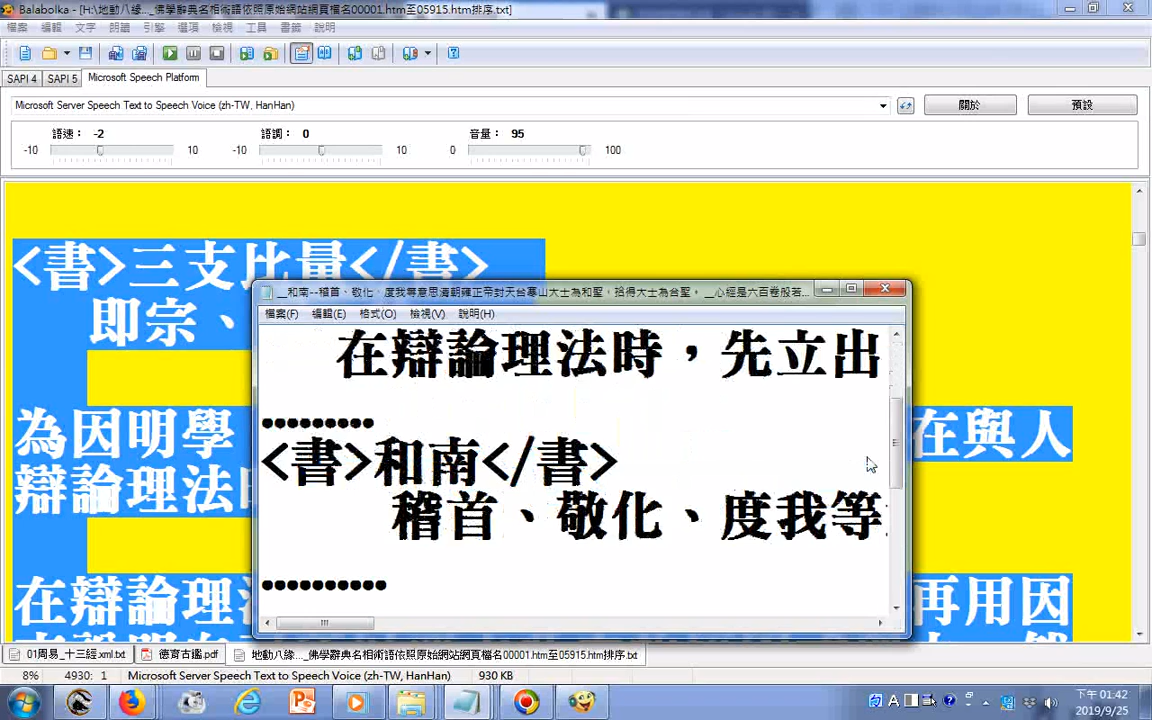 Balabolka - [H:\地動八緣..._佛學辭典名相術語依照原始網站網頁檔名00001.htm至05915.htm排序.txt]
檔案 編輯 文字 朗讀 引擎 選項 檢視 工具 書籤 說明
SAPI 4 SAPI 5 Microsoft Speech Platform
Microsoft Server Speech Text to Speech Voice (zh-TW, HanHan) 關於 預設
語速： -2 語調： 0 音量： 95
-10 10 -10 10 0 100
<書>三支比量</書>
即宗、
為因明學 在與人
辯論理法
在辯論理 再用因
__和南--稽首、敬化、度我等意思清朝雍正帝封天台寒山大士為和聖，拾得大士為合聖。__心經是六百卷般若...
檔案(F) 編輯(E) 格式(O) 檢視(V) 說明(H)
在辯論理法時，先立出
●●●●●●●●●
<書>和南</書>
稽首、敬化、度我等
●●●●●●●●●●
01周易_十三經.xml.txt 德育古鑑.pdf 地動八緣..._佛學辭典名相術語依照原始網站網頁檔名00001.htm至05915.htm排序.txt
8% 4930: 1 Microsoft Server Speech Text to Speech Voice (zh-TW, HanHan) 930 KB
下午 01:42
2019/9/25